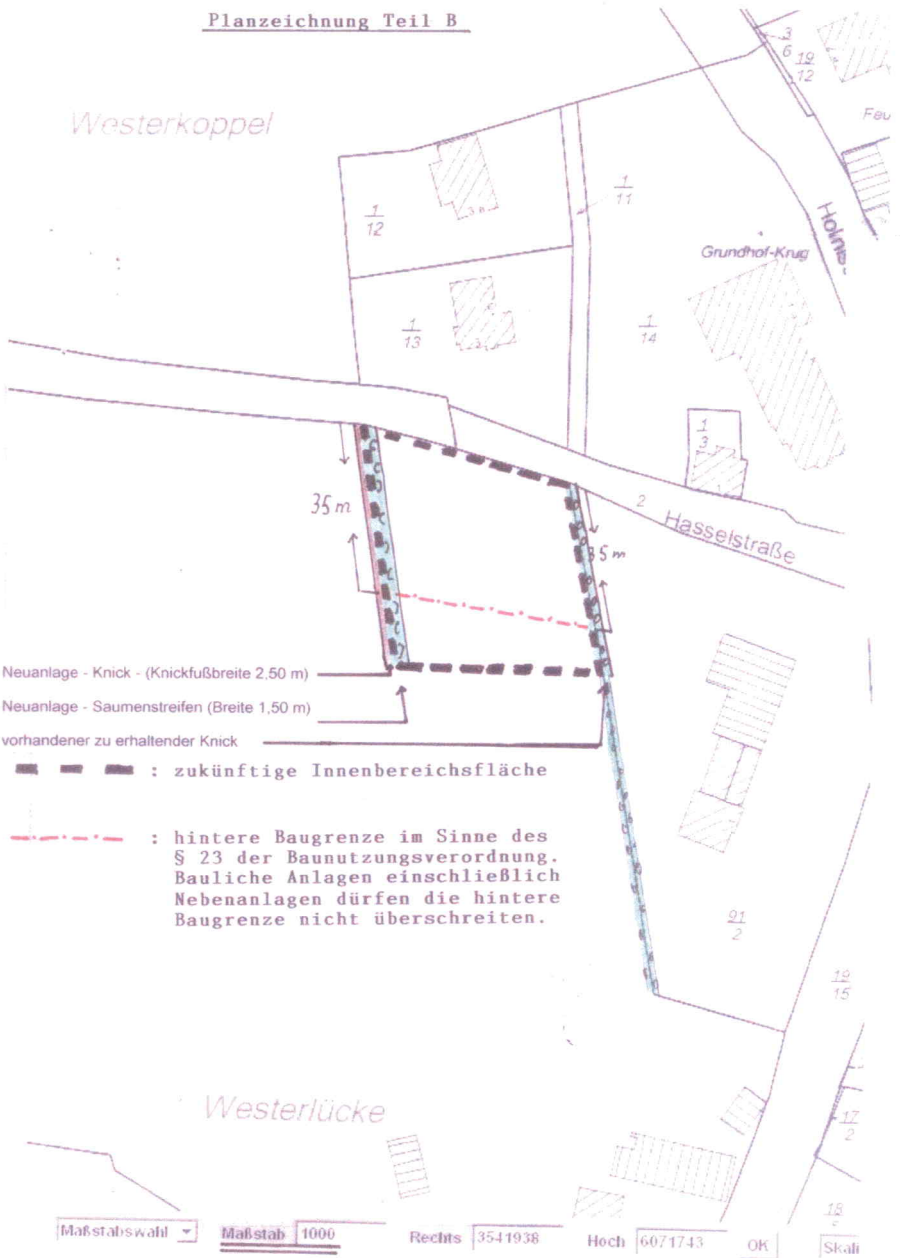 Planzeichnung Teil B
3
6
19
12
Westerkoppel
Feu
1
11
1
12
Grundhof-Krug
1
13
1
14
1
3
35 m
2
Hasselstraße
35 m
Neuanlage - Knick - (Knickfußbreite 2,50 m)
Neuanlage - Saumenstreifen (Breite 1,50 m)
vorhandener zu erhaltender Knick
: zukünftige Innenbereichsfläche
: hintere Baugrenze im Sinne des
§ 23 der Baunutzungsverordnung.
Bauliche Anlagen einschließlich
Nebenanlagen dürfen die hintere
Baugrenze nicht überschreiten.
91
2
19
15
Westerlücke
17
2
18
Maßstabswahl
Maßstab 1000
Rechts 3541938
Hoch 6071743
OK
Skali